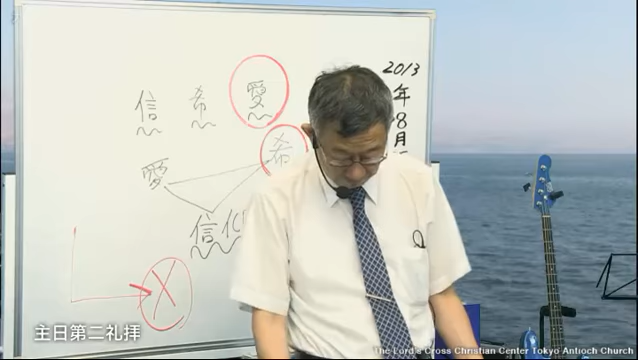 2013
信 希 愛
年
8
月
希
愛
信
X
主日第二礼拝
The Lord's Cross Christian Center Tokyo Antioch Church